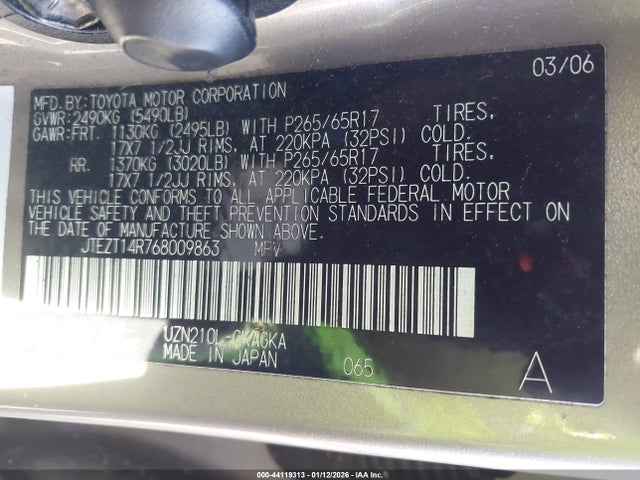 03/06
MFD.BY:TOYOTA MOTOR CORPORATION
GVWR:2490KG (5490LB)
GAWR:FRT. 1130KG (2495LB) WITH P265/65R17 TIRES,
17X7 1/2JJ RIMS, AT 220KPA (32PSI) COLD.
RR. 1370KG (3020LB) WITH P265/65R17 TIRES,
17X7 1/2JJ RIMS, AT 220KPA (32PSI) COLD.
THIS VEHICLE CONFORMS TO ALL APPLICABLE FEDERAL MOTOR
VEHICLE SAFETY AND THEFT PREVENTION STANDARDS IN EFFECT ON
THE DATE OF MANUFACTURE SHOWN ABOVE.
JTEZT14R768009863 MPV
UZN210L-GKAGKA
MADE IN JAPAN 065 A
000-44119313 - 01/12/2026 - IAA Inc.